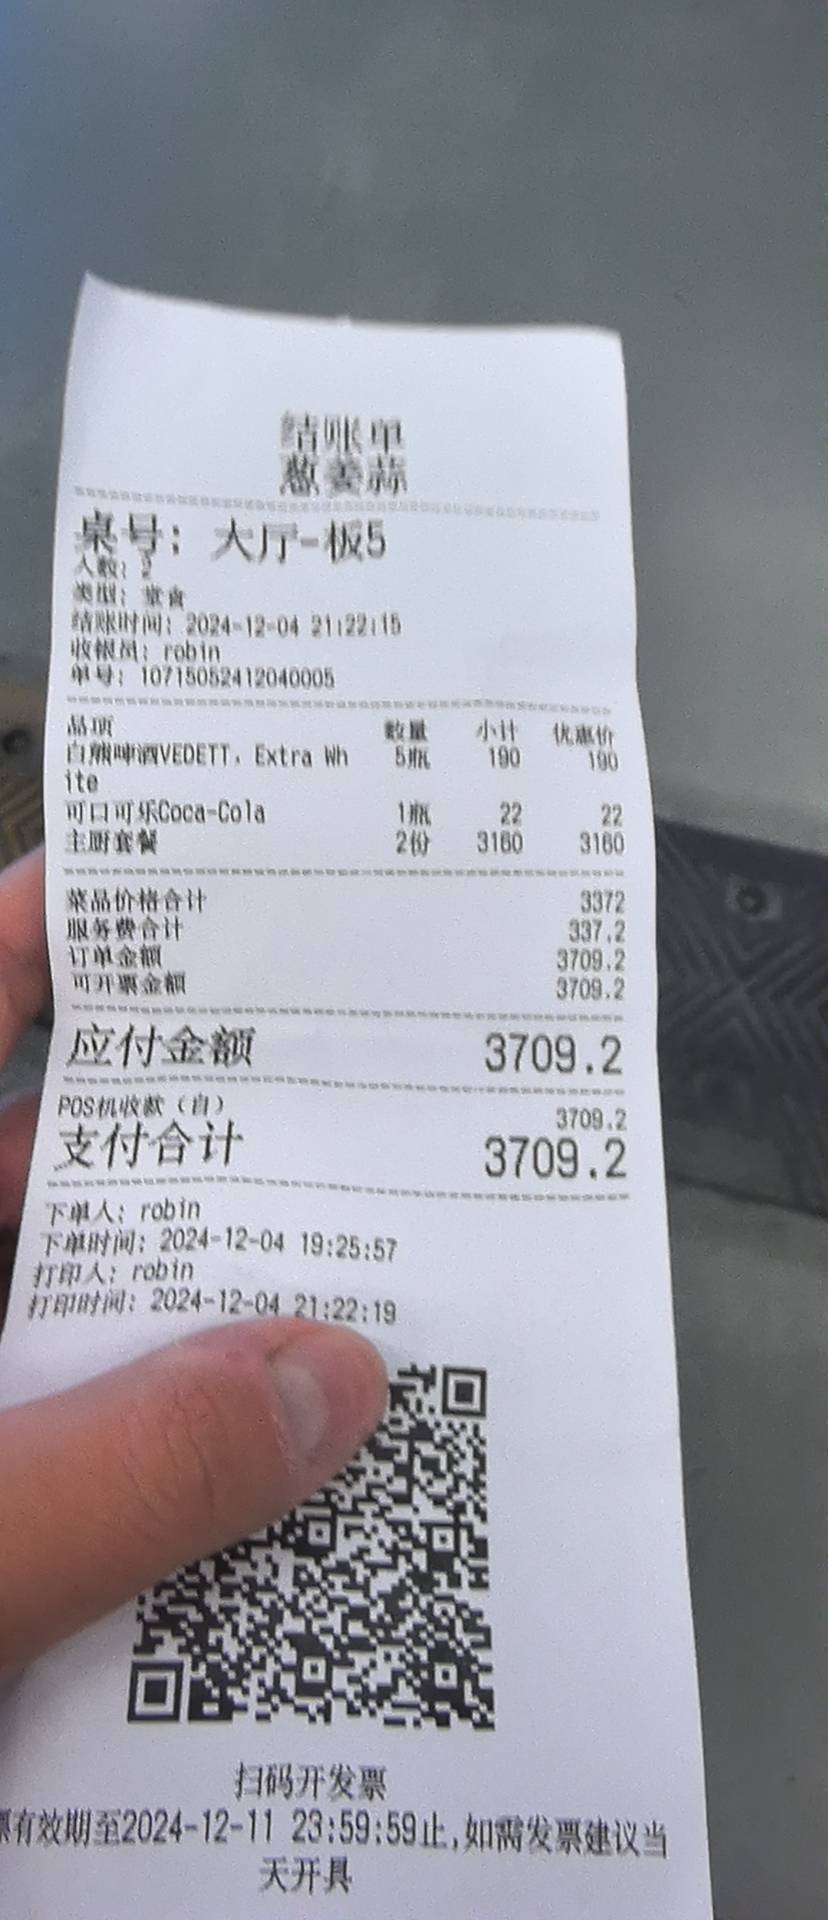 结账单
葱姜蒜
桌号：大厅-板5
人数：2
类型：堂食
结账时间：2024-12-04 21:22:15
收银员：robin
单号：10715052412040005
品项 数量 小计 优惠价
白熊啤酒VEDETT，Extra Wh 5瓶 190 190
ite
可口可乐Coca-Cola 1瓶 22 22
主厨套餐 2份 3160 3160
菜品价格合计 3372
服务费合计 337.2
订单金额 3709.2
可开票金额 3709.2
应付金额 3709.2
POS机收款（自） 3709.2
支付合计 3709.2
下单人：robin
下单时间：2024-12-04 19:25:57
打印人：robin
打印时间：2024-12-04 21:22:19
扫码开发票
票有效期至2024-12-11 23:59:59止,如需发票建议当
天开具